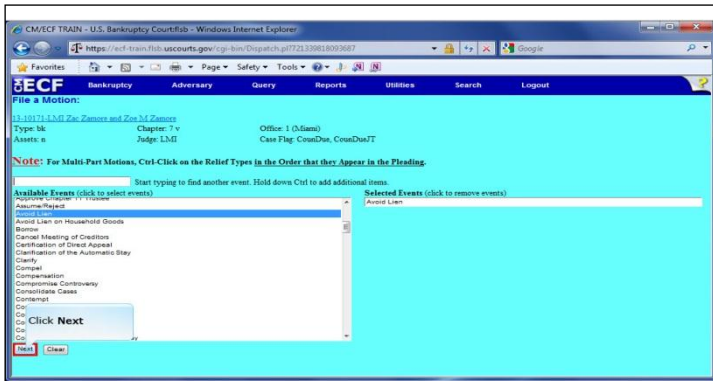 CM/ECF TRAIN - U.S. Bankruptcy Court:flsb - Windows Internet Explorer
https://ecf-train.flsb.uscourts.gov/cgi-bin/Dispatch.pl?721339818093687
Google
Favorites Page Safety Tools
ECF Bankruptcy Adversary Query Reports Utilities Search Logout
File a Motion:
13-10171-LMI Zac Zamore and Zoe M Zamore
Type: bk Chapter: 7 v Office: 1 (Miami)
Assets: n Judge: LMI Case Flag: CounDue, CounDueJT
Note: For Multi-Part Motions, Ctrl-Click on the Relief Types in the Order that they Appear in the Pleading.
Start typing to find another event. Hold down Ctrl to add additional items.
Available Events (click to select events) Selected Events (click to remove events)
Approve Chapter 11 Trustee
Avoid Lien
Assume/Reject
Avoid Lien
Avoid Lien on Household Goods
Borrow
Cancel Meeting of Creditors
Certification of Direct Appeal
Clarification of the Automatic Stay
Clarify
Compel
Compensation
Compromise Controversy
Consolidate Cases
Contempt
Click Next
Next Clear